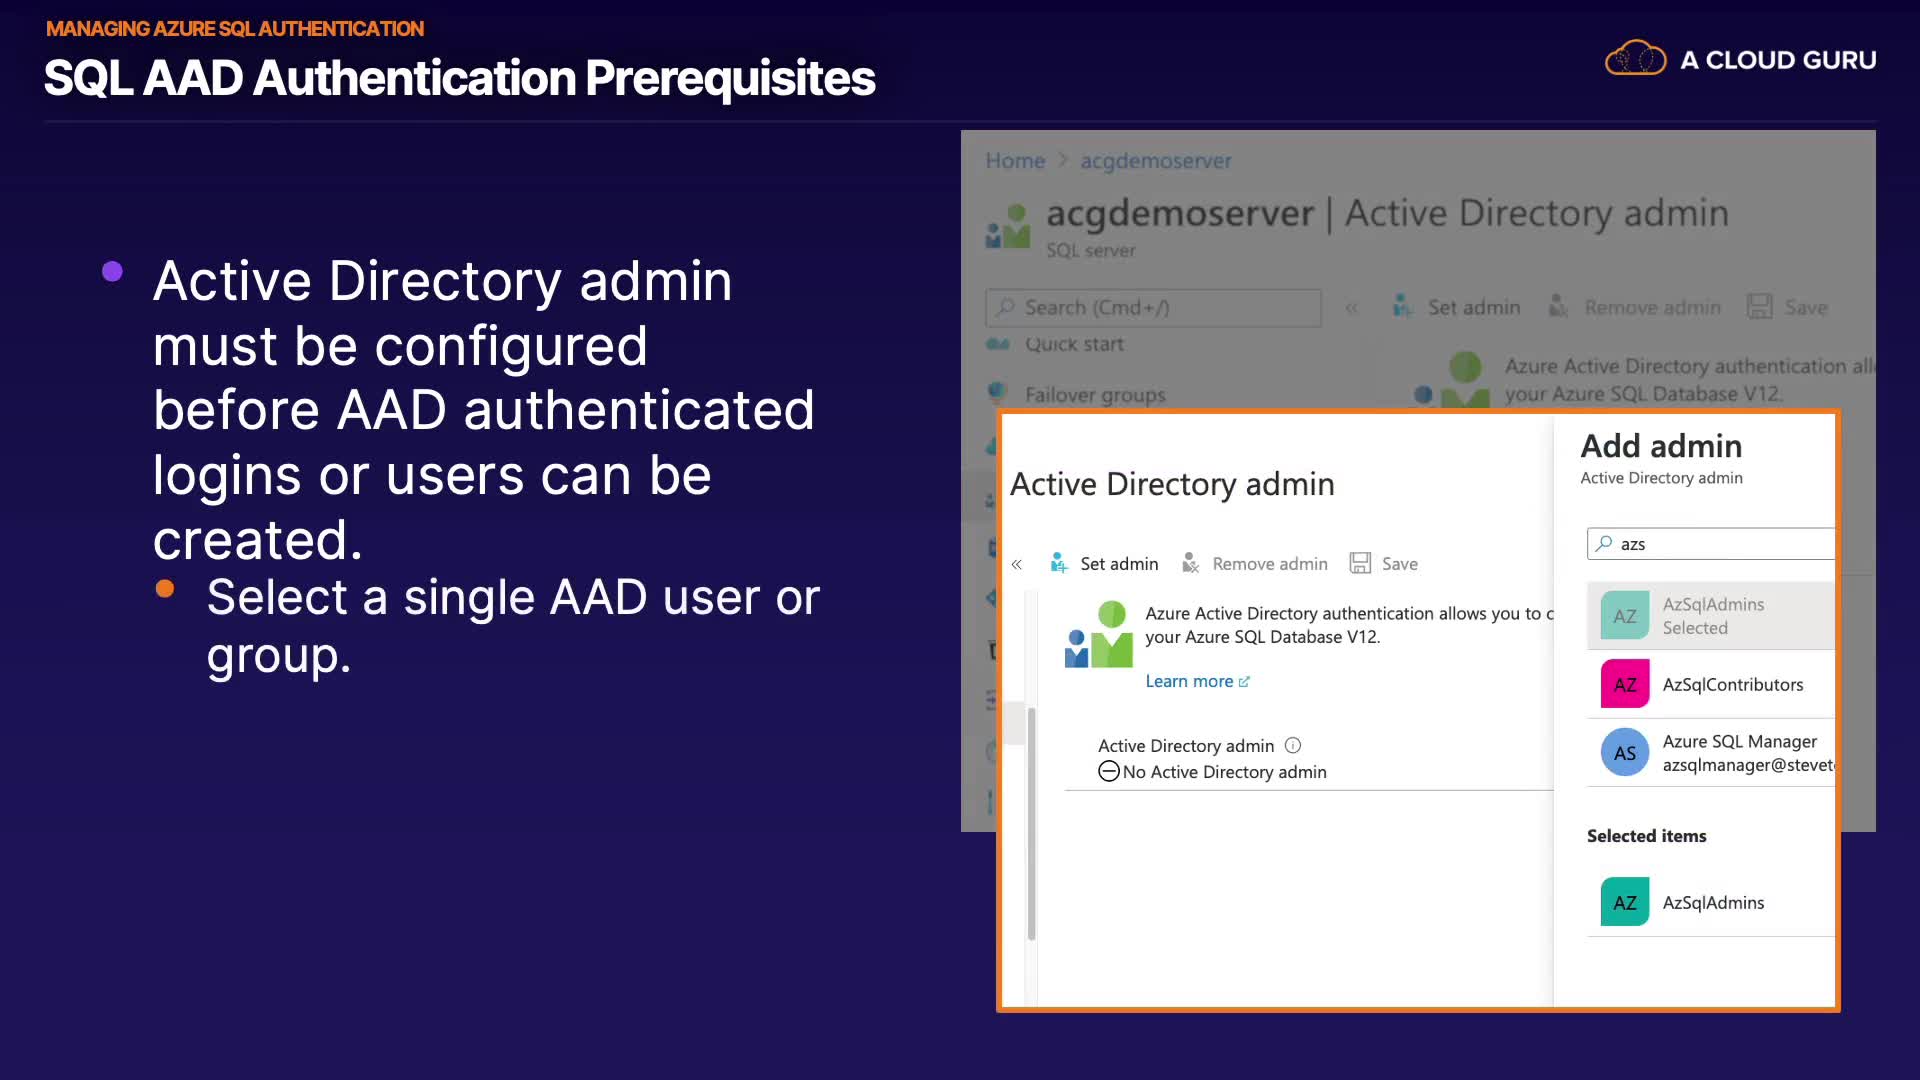 MANAGING AZURE SQL AUTHENTICATION
SQL AAD Authentication Prerequisites
A CLOUD GURU
Active Directory admin
must be configured
before AAD authenticated
logins or users can be
created.
Select a single AAD user or
group.
Home > acgdemoserver
acgdemoserver | Active Directory admin
SQL server
Search (Cmd+/)
« Set admin Remove admin Save
Quick start
Failover groups
Azure Active Directory authentication all
your Azure SQL Database V12.
Active Directory admin
« Set admin Remove admin Save
Azure Active Directory authentication allows you to c
your Azure SQL Database V12.
Learn more
Active Directory admin
No Active Directory admin
Add admin
Active Directory admin
azs
AZ AzSqlAdmins
Selected
AZ AzSqlContributors
AS Azure SQL Manager
azsqlmanager@stevet
Selected items
AZ AzSqlAdmins